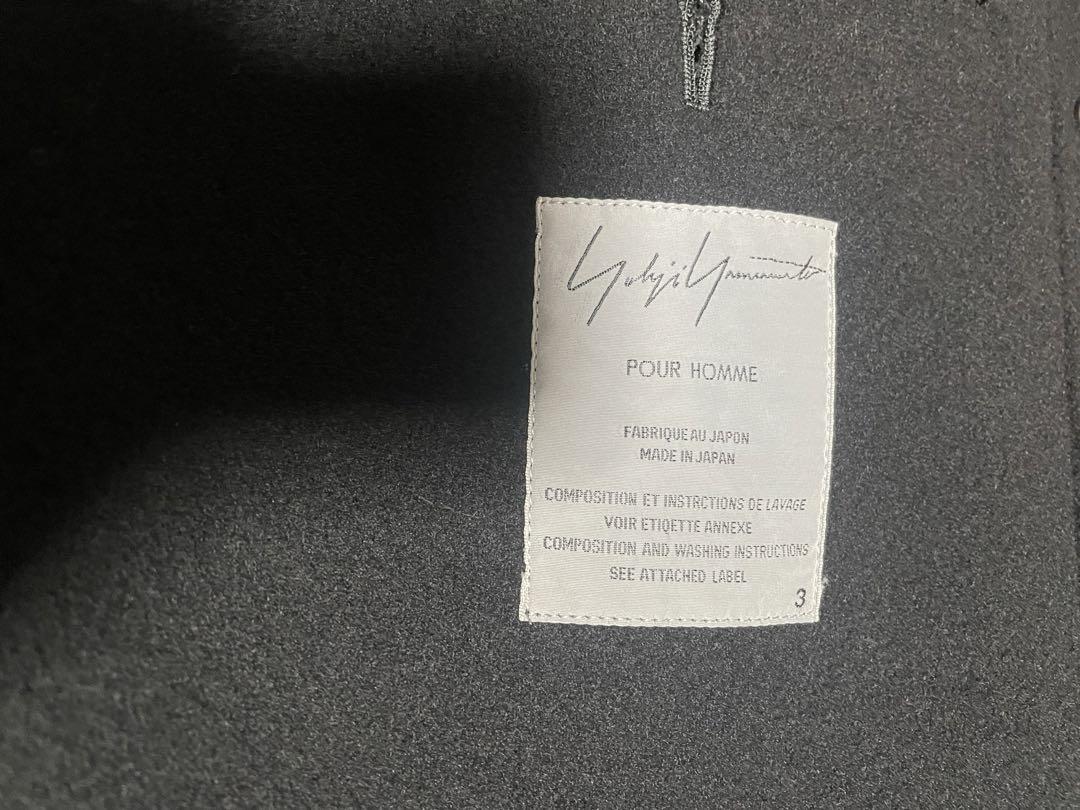 Yohji Yamamoto
POUR HOMME
FABRIQUE AU JAPON
MADE IN JAPAN
COMPOSITION ET INSTRCTIONS DE LAVAGE
VOIR ETIQETTE ANNEXE
COMPOSITION AND WASHING INSTRUCTIONS
SEE ATTACHED LABEL
3